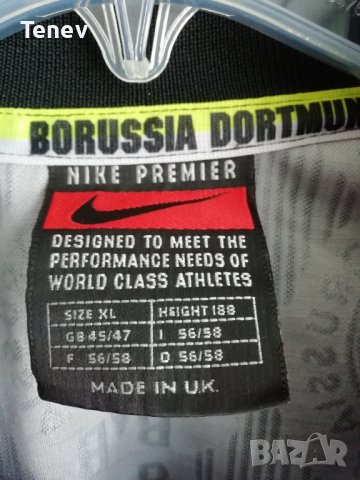 Tenev
BORUSSIA DORTMUN
NIKE PREMIER
DESIGNED TO MEET THE
PERFORMANCE NEEDS OF
WORLD CLASS ATHLETES
SIZE XL HEIGHT 188
GB 45/47 I 56/58
F 56/58 D 56/58
MADE IN U.K.
BAZAR